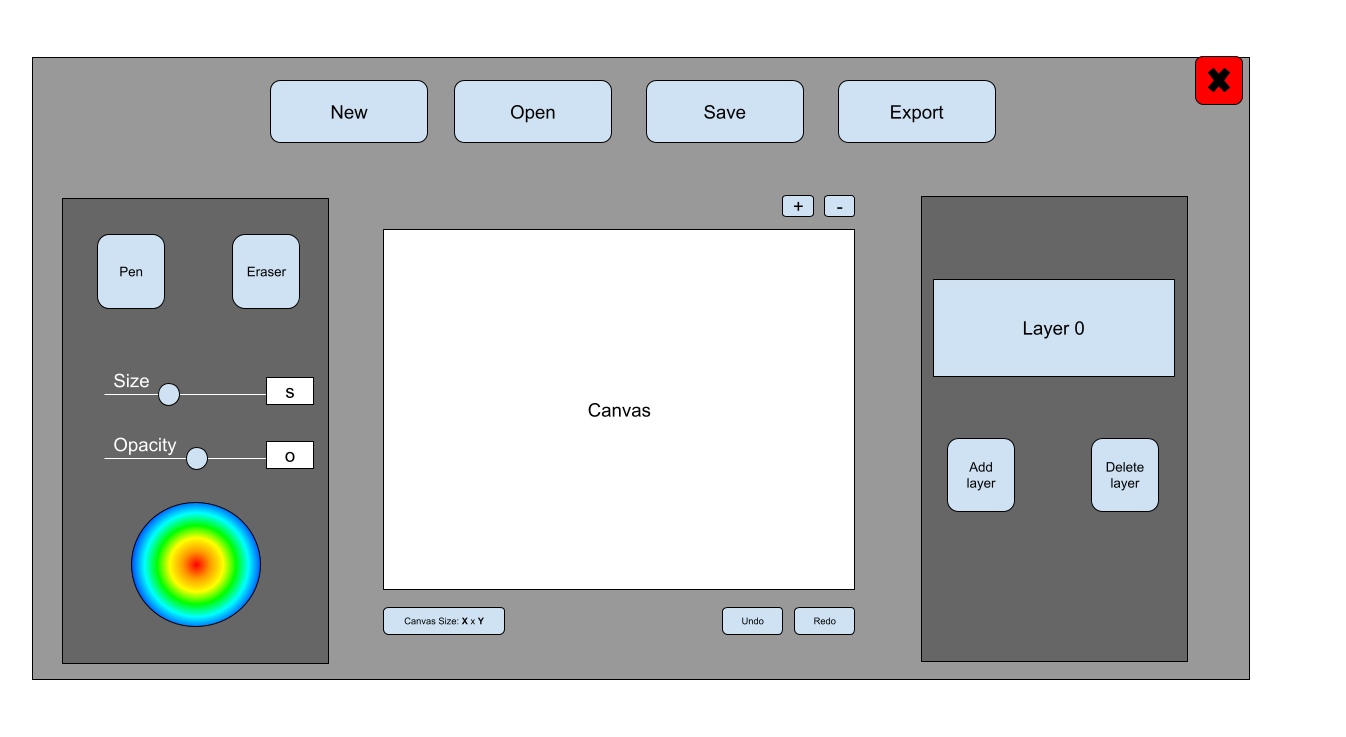 ✖
New
Open
Save
Export
+
-
Pen
Eraser
Size
s
Opacity
o
Canvas
Canvas Size: X x Y
Undo
Redo
Layer 0
Add
layer
Delete
layer